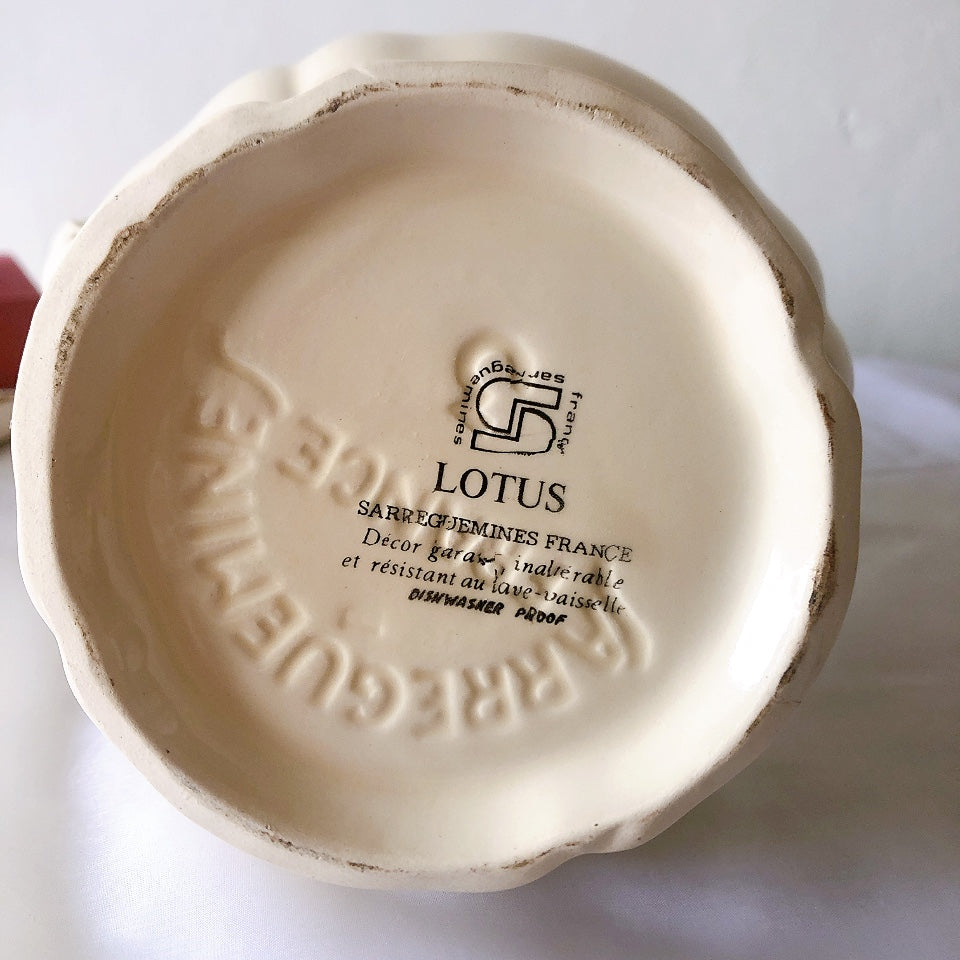 sarreguemines france
LOTUS
SARREGUEMINES FRANCE
Décor garanti inaltérable
et résistant au lave-vaisselle
DISHWASHER PROOF
SARREGUEMINES
FRANCE